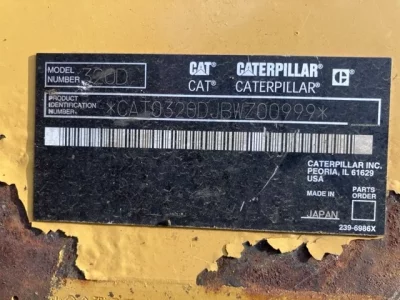 MODEL NUMBER 320D
CAT® CATERPILLAR® C
CAT® CATERPILLAR®
PRODUCT IDENTIFICATION NUMBER *CAT0320DJBWZ00999*
CATERPILLAR INC.
PEORIA, IL 61629
USA
MADE IN
PARTS ORDER
JAPAN
239-6986X